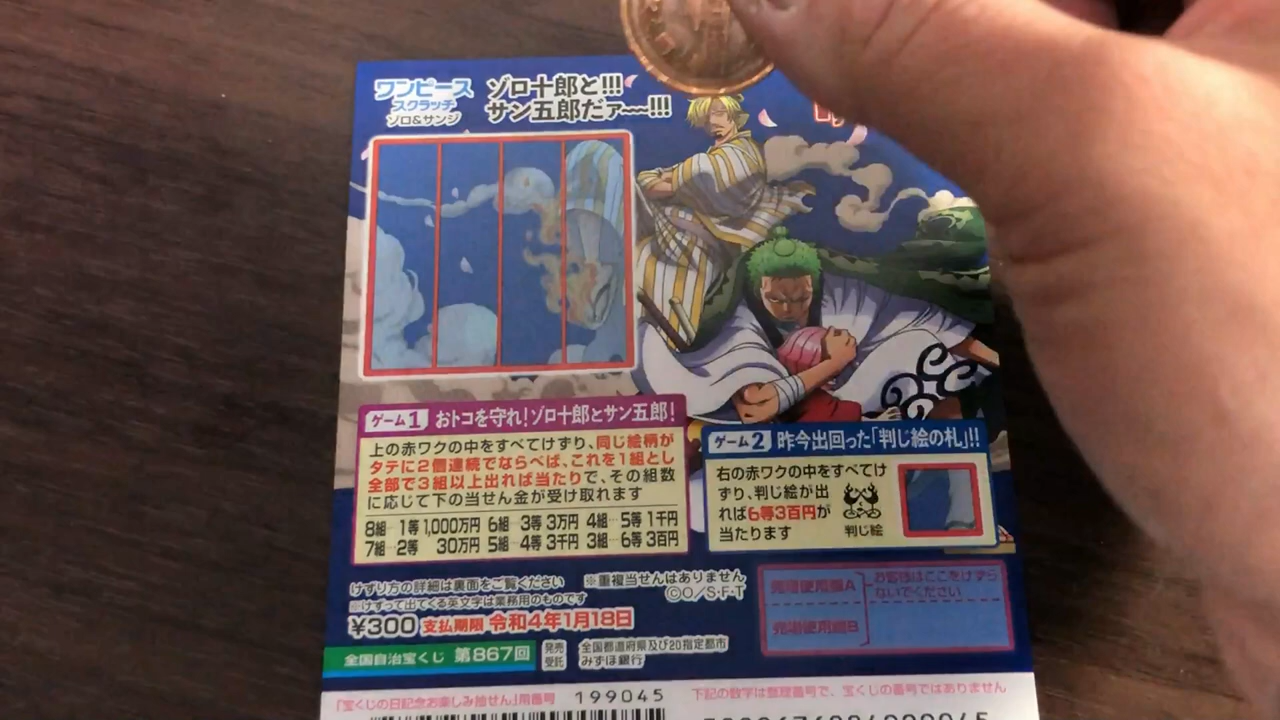 ワンピース
スクラッチ
ゾロ&サンジ
ゾロ十郎と!!!
サン五郎だァ~~!!!
ゲーム1 おトコを守れ!ゾロ十郎とサン五郎!
上の赤ワクの中をすべてけずり、同じ絵柄が
タテに2個連続でならべば、これを1組とし
全部で3組以上出れば当たりで、その組数
に応じて下の当せん金が受け取れます
8組…1等1,000万円 6組…3等3万円 4組…5等1千円
7組…2等 30万円 5組…4等3千円 3組…6等3百円
ゲーム2 昨今出回った「判じ絵の札」!!
右の赤ワクの中をすべてけ
ずり、判じ絵が出
れば6等3百円が
当たります
判じ絵
けずり方の詳細は裏面をご覧ください ※重複当せんはありません
※けずって出てくる英文字は業務用のものです
©O/S・F・T
¥300 支払期限 令和4年1月18日
全国自治宝くじ 第867回
発売 全国都道府県及び20指定都市
受託 みずほ銀行
お客様はここをけずら
ないでください
「宝くじの日記念お楽しみ抽せん」用番号 199045
下記の数字は整理番号で、宝くじの番号ではありません